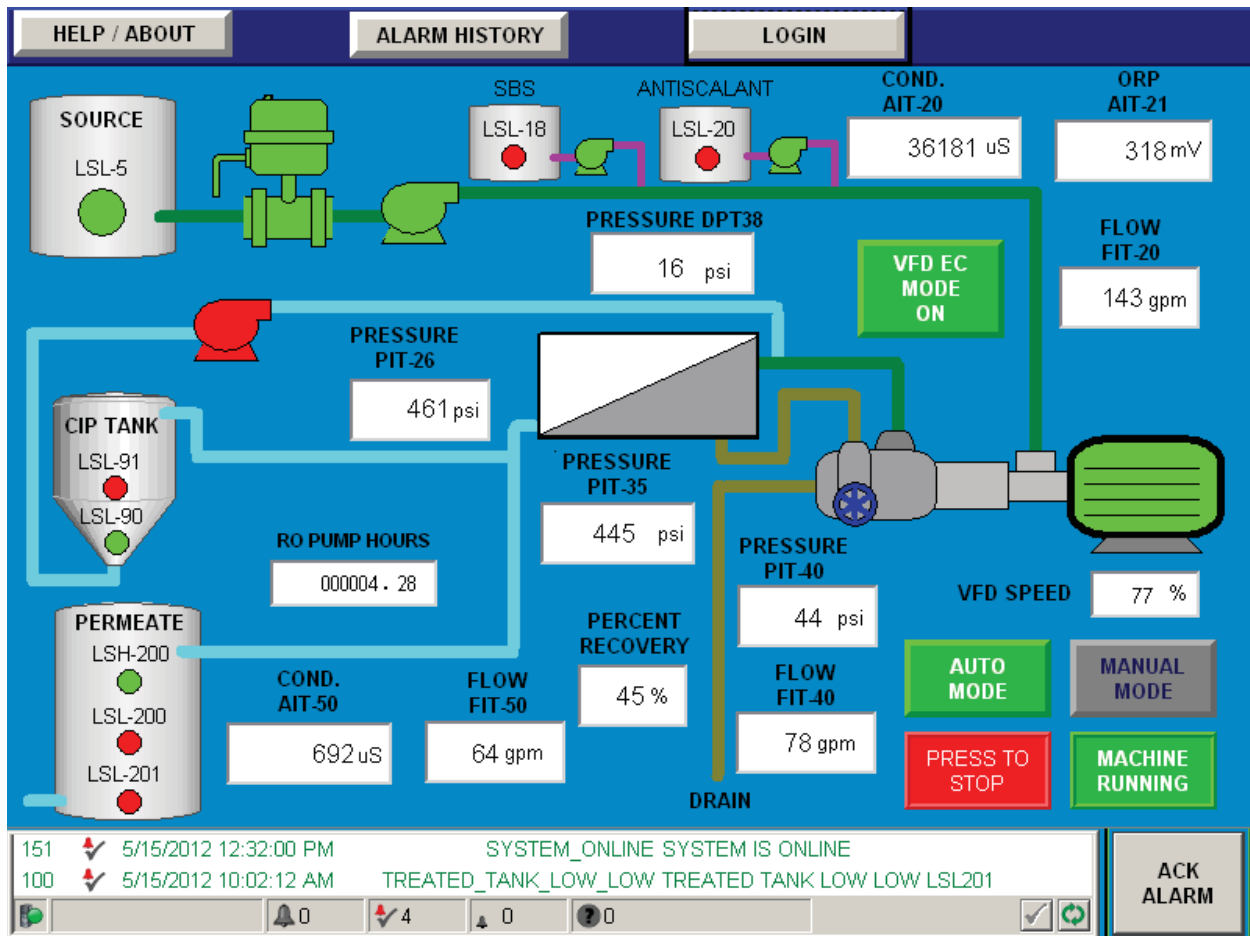 HELP / ABOUT
ALARM HISTORY
LOGIN
SOURCE
LSL-5
SBS
LSL-18
ANTISCALANT
LSL-20
COND.
AIT-20
36181 uS
ORP
AIT-21
318 mV
PRESSURE DPT38
16 psi
VFD EC
MODE
ON
FLOW
FIT-20
143 gpm
PRESSURE
PIT-26
461 psi
CIP TANK
LSL-91
LSL-90
PRESSURE
PIT-35
445 psi
RO PUMP HOURS
000004.28
PRESSURE
PIT-40
44 psi
VFD SPEED
77 %
PERMEATE
LSH-200
LSL-200
LSL-201
COND.
AIT-50
692 uS
FLOW
FIT-50
64 gpm
PERCENT
RECOVERY
45 %
FLOW
FIT-40
78 gpm
DRAIN
AUTO
MODE
MANUAL
MODE
PRESS TO
STOP
MACHINE
RUNNING
151 5/15/2012 12:32:00 PM SYSTEM_ONLINE SYSTEM IS ONLINE
100 5/15/2012 10:02:12 AM TREATED_TANK_LOW_LOW TREATED TANK LOW LOW LSL201
0 4 0 ? 0
ACK
ALARM